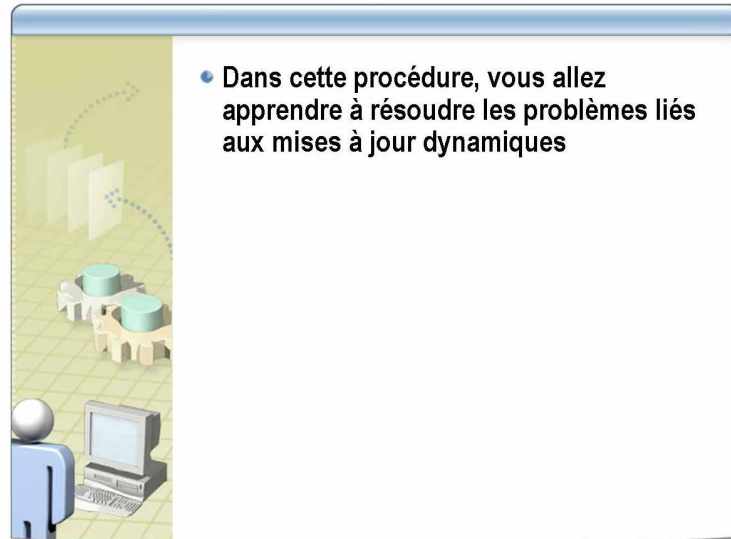 Dans cette procédure, vous allez
apprendre à résoudre les problèmes liés
aux mises à jour dynamiques